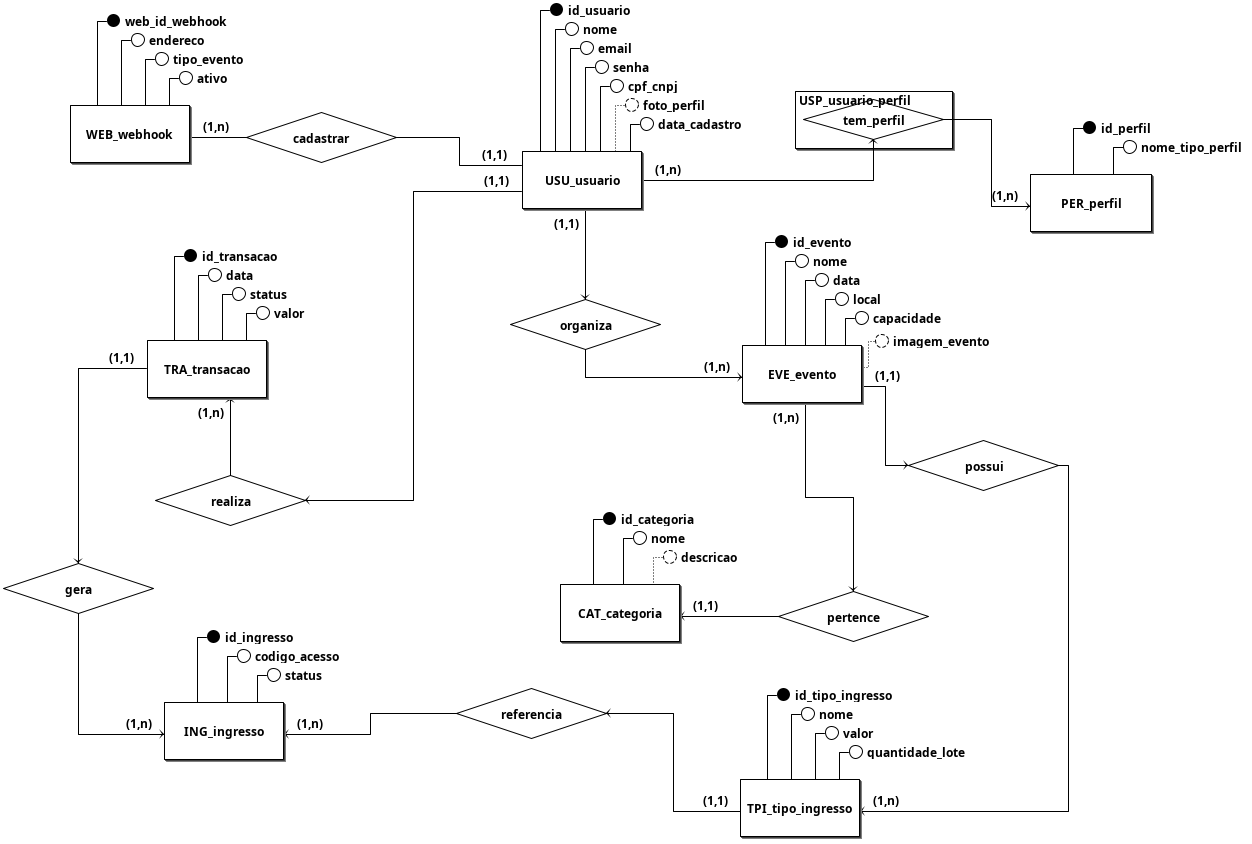 web_id_webhook
endereco
tipo_evento
ativo
WEB_webhook
(1,n)
cadastrar
(1,1)
id_usuario
nome
email
senha
cpf_cnpj
foto_perfil
data_cadastro
USU_usuario
(1,1)
(1,n)
(1,1)
USP_usuario_perfil
tem_perfil
id_perfil
nome_tipo_perfil
(1,n)
PER_perfil
id_transacao
data
status
valor
TRA_transacao
(1,1)
(1,n)
organiza
id_evento
nome
data
local
capacidade
imagem_evento
(1,n)
EVE_evento
(1,1)
(1,n)
possui
realiza
id_categoria
nome
descricao
CAT_categoria
(1,1)
pertence
gera
id_ingresso
codigo_acesso
status
(1,n)
ING_ingresso
(1,n)
referencia
id_tipo_ingresso
nome
valor
quantidade_lote
(1,1)
TPI_tipo_ingresso
(1,n)